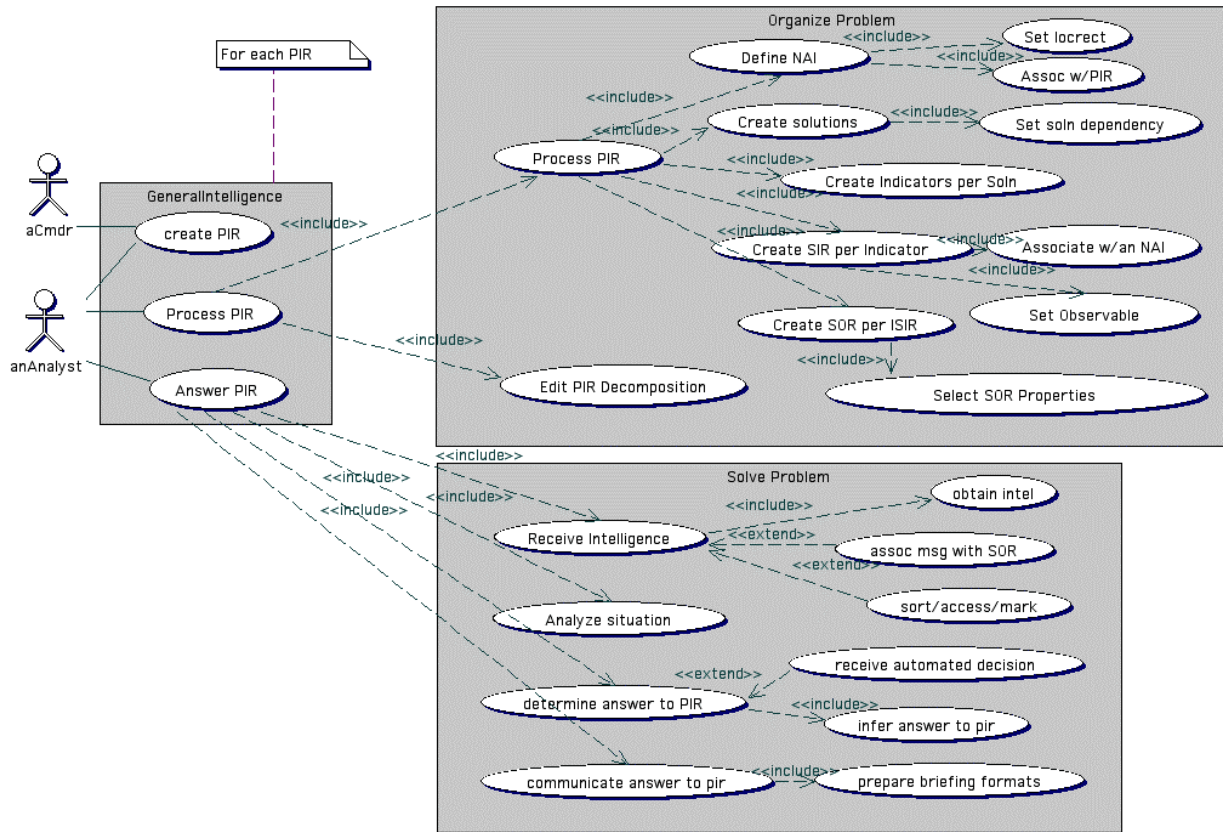 Organize Problem
For each PIR
Define NAI
<<include>>
Set locrect
<<include>>
Assoc w/PIR
<<include>>
Create solutions
<<include>>
Set soln dependency
<<include>>
Process PIR
<<include>>
Create Indicators per Soln
<<include>>
GeneralIntelligence
aCmdr
create PIR
<<include>>
<<include>>
Create SIR per Indicator
<<include>>
Associate w/an NAI
<<include>>
anAnalyst
Process PIR
Set Observable
Create SOR per ISIR
<<include>>
<<include>>
Answer PIR
Edit PIR Decomposition
Select SOR Properties
Solve Problem
<<include>>
<<include>>
<<include>>
<<include>>
Receive Intelligence
<<include>>
obtain intel
<<extend>>
assoc msg with SOR
<<extend>>
sort/access/mark
Analyze situation
receive automated decision
<<extend>>
determine answer to PIR
<<include>>
infer answer to pir
communicate answer to pir
<<include>>
prepare briefing formats